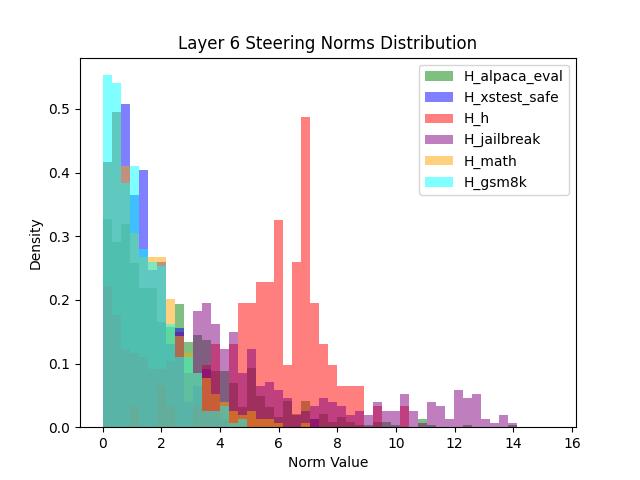 Layer 6 Steering Norms Distribution
H_alpaca_eval
H_xstest_safe
H_h
H_jailbreak
H_math
H_gsm8k
Density
0.5
0.4
0.3
0.2
0.1
0.0
0 2 4 6 8 10 12 14 16
Norm Value